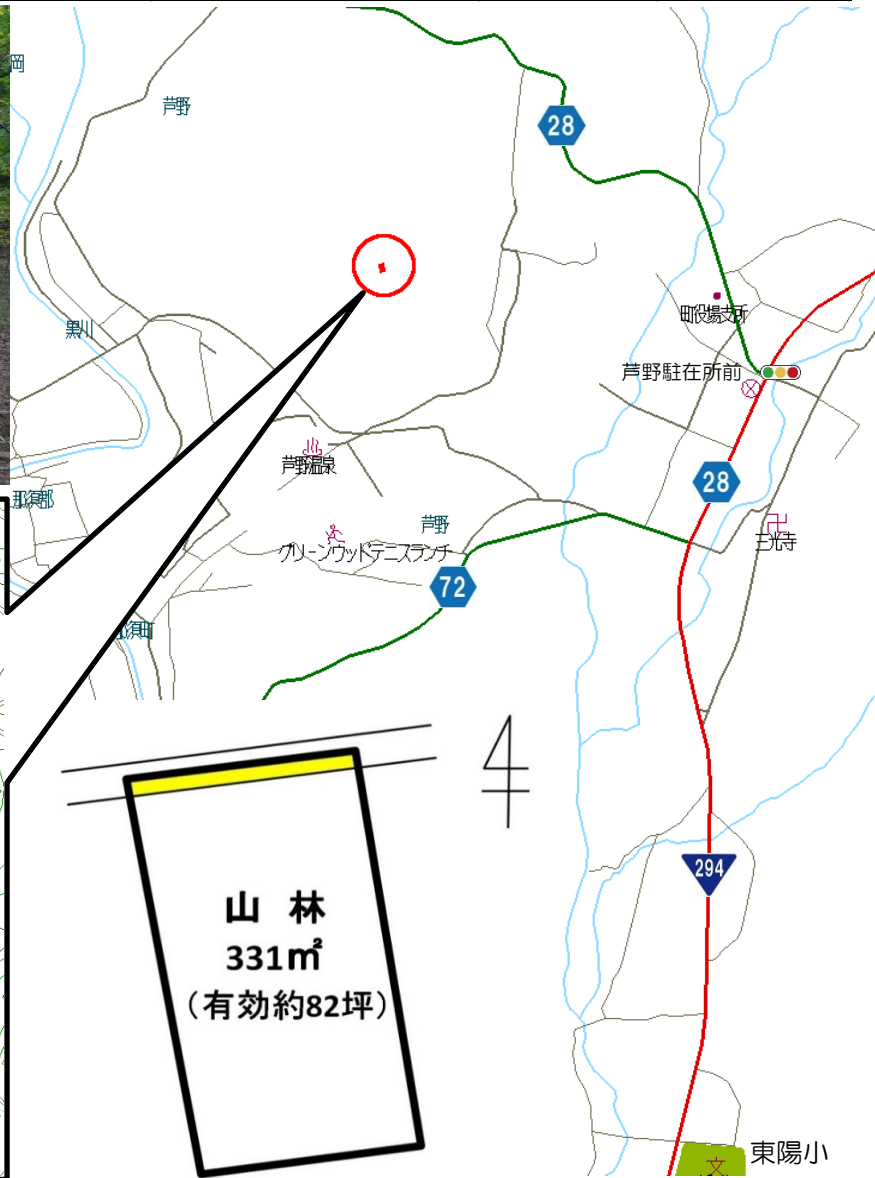 岡
芦野
28
町役場支所
黒川
芦野駐在所前
芦野温泉
28
那須郡
芦野
三光寺
グリーンウッドテニスランチ
72
那須町
294
山 林
331㎡
（有効約82坪）
東陽小
文